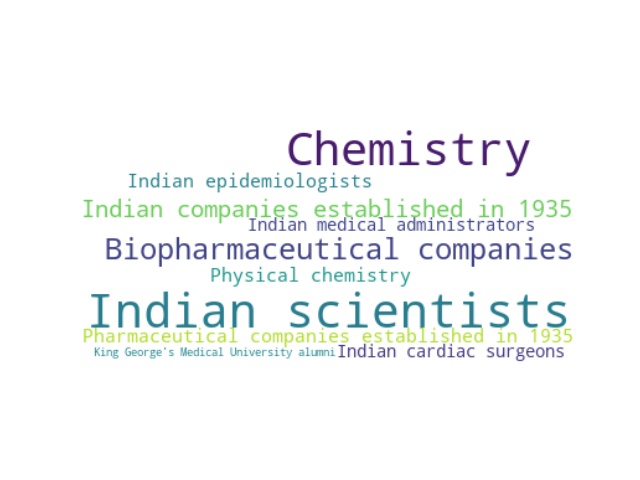 Chemistry
Indian epidemiologists
Indian companies established in 1935
Indian medical administrators
Biopharmaceutical companies
Physical chemistry
Indian scientists
Pharmaceutical companies established in 1935
King George's Medical University alumni Indian cardiac surgeons